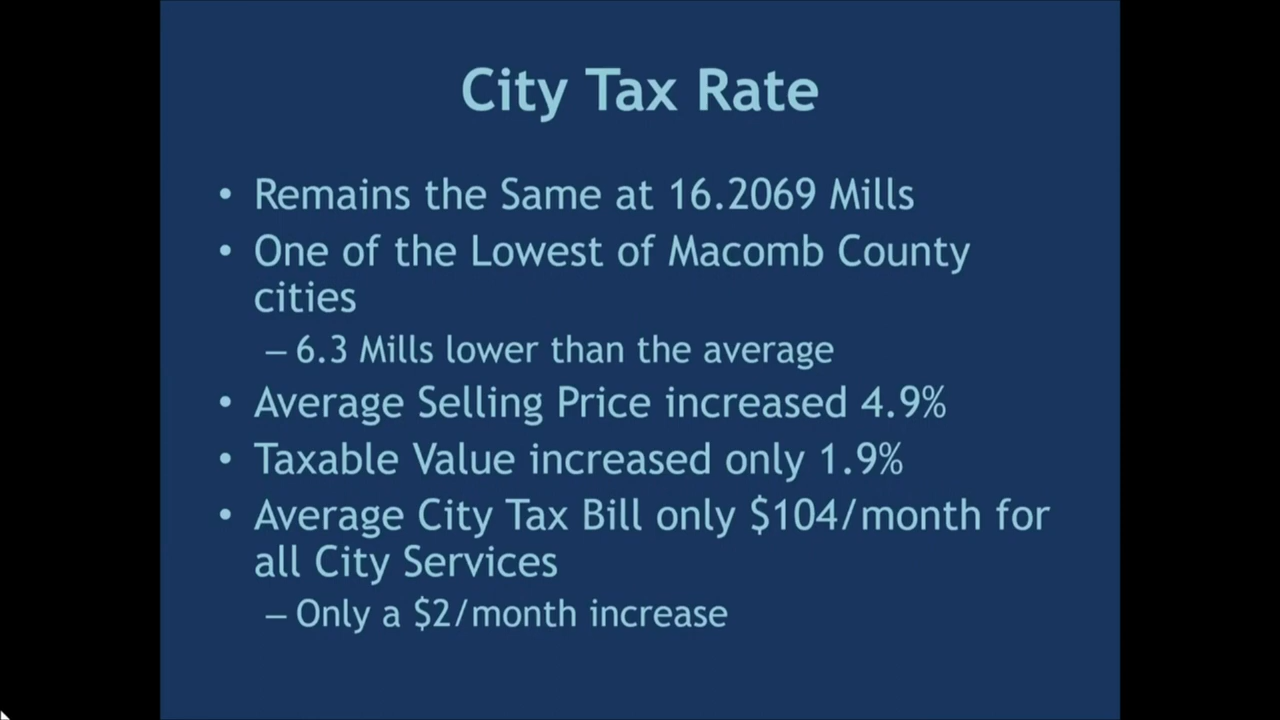 City Tax Rate
• Remains the Same at 16.2069 Mills
• One of the Lowest of Macomb County
cities
– 6.3 Mills lower than the average
• Average Selling Price increased 4.9%
• Taxable Value increased only 1.9%
• Average City Tax Bill only $104/month for
all City Services
– Only a $2/month increase